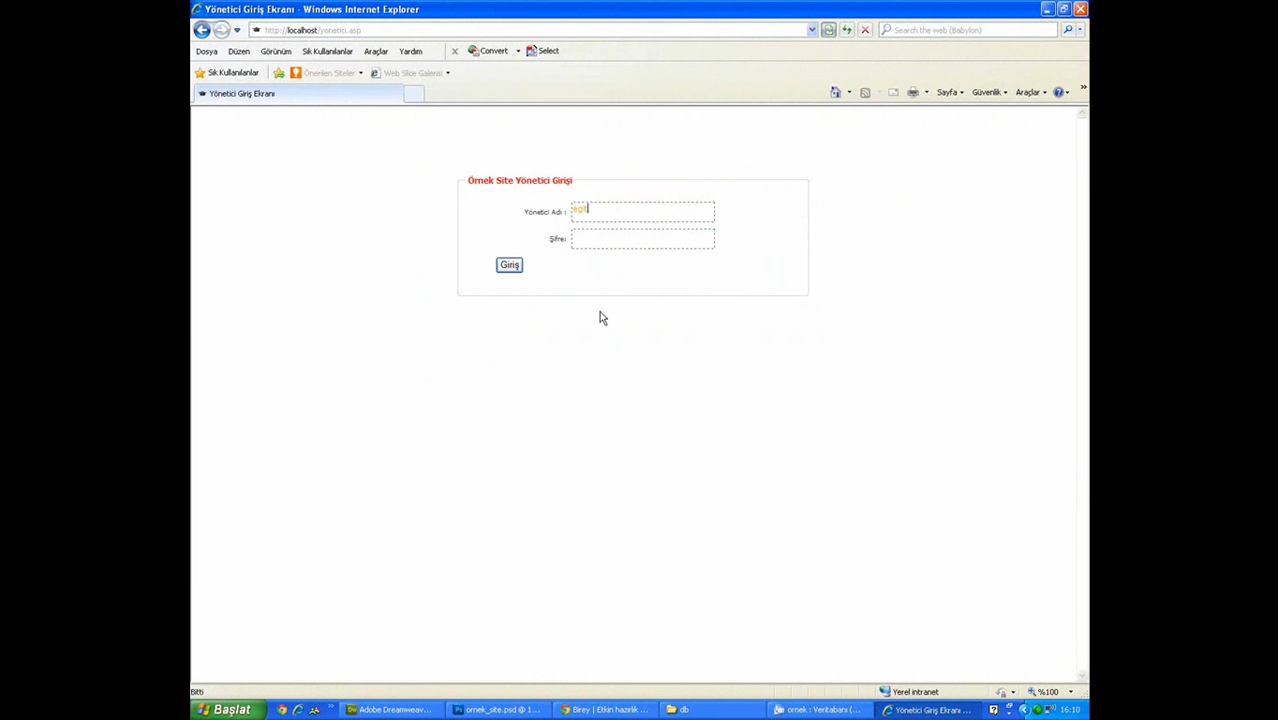 Yönetici Giriş Ekranı - Windows Internet Explorer
http://localhost/yonetici.asp
Search the web (Babylon)
Dosya Düzen Görünüm Sık Kullanılanlar Araçlar Yardım x Convert Select
Sık Kullanılanlar Önerilen Siteler Web Slice Galerisi
Yönetici Giriş Ekranı Sayfa Güvenlik Araçlar »
Örnek Site Yönetici Girişi
Yönetici Adı : egit
Şifre:
Giriş
Bitti Yerel intranet %100
Başlat Adobe Dreamweav... ornek_site.psd @ 1... Birey | Etkin hazırlık ... db ornek : Veritabanı (... Yönetici Giriş Ekranı ... 16:10